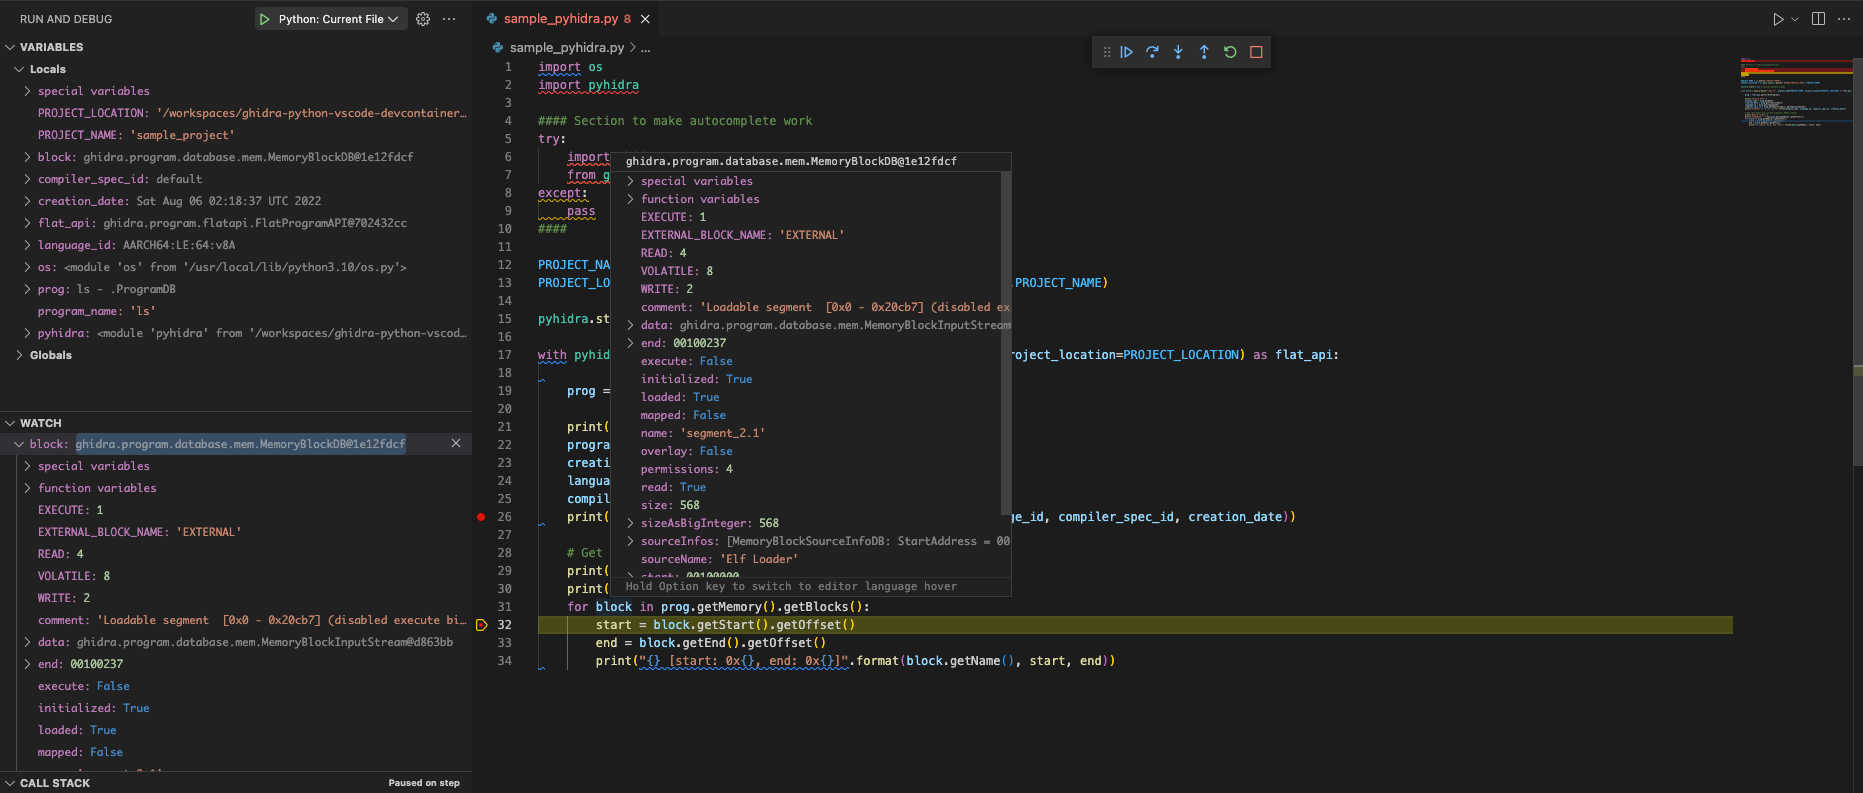 RUN AND DEBUG
Python: Current File
VARIABLES
Locals
special variables
PROJECT_LOCATION: '/workspaces/ghidra-python-vscode-devcontainer...
PROJECT_NAME: 'sample_project'
block: ghidra.program.database.mem.MemoryBlockDB@1e12fdcf
compiler_spec_id: default
creation_date: Sat Aug 06 02:18:37 UTC 2022
flat_api: ghidra.program.flatapi.FlatProgramAPI@702432cc
language_id: AARCH64:LE:64:v8A
os: <module 'os' from '/usr/local/lib/python3.10/os.py'>
prog: ls - .ProgramDB
program_name: 'ls'
pyhidra: <module 'pyhidra' from '/workspaces/ghidra-python-vscod...
Globals
WATCH
block: ghidra.program.database.mem.MemoryBlockDB@1e12fdcf
special variables
function variables
EXECUTE: 1
EXTERNAL_BLOCK_NAME: 'EXTERNAL'
READ: 4
VOLATILE: 8
WRITE: 2
comment: 'Loadable segment  [0x0 - 0x20cb7] (disabled execute bi...
data: ghidra.program.database.mem.MemoryBlockInputStream@d863bb
end: 00100237
execute: False
initialized: True
loaded: True
mapped: False
CALL STACK
Paused on step
sample_pyhidra.py 8
sample_pyhidra.py > ...
1 import os
2 import pyhidra
3
4 #### Section to make autocomplete work
5 try:
6 import
7 from g
8 except:
9 pass
10 ####
11
12 PROJECT_NA
13 PROJECT_LO .PROJECT_NAME)
14
15 pyhidra.st
16
17 with pyhid roject_location=PROJECT_LOCATION) as flat_api:
18
19 prog =
20
21 print(
22 progra
23 creati
24 langua
25 compil
26 print( ge_id, compiler_spec_id, creation_date))
27
28 # Get
29 print(
30 print(
31 for block in prog.getMemory().getBlocks():
32 start = block.getStart().getOffset()
33 end = block.getEnd().getOffset()
34 print("{} [start: 0x{}, end: 0x{}]".format(block.getName(), start, end))
ghidra.program.database.mem.MemoryBlockDB@1e12fdcf
special variables
function variables
EXECUTE: 1
EXTERNAL_BLOCK_NAME: 'EXTERNAL'
READ: 4
VOLATILE: 8
WRITE: 2
comment: 'Loadable segment  [0x0 - 0x20cb7] (disabled ex
data: ghidra.program.database.mem.MemoryBlockInputStream
end: 00100237
execute: False
initialized: True
loaded: True
mapped: False
name: 'segment_2.1'
overlay: False
permissions: 4
read: True
size: 568
sizeAsBigInteger: 568
sourceInfos: [MemoryBlockSourceInfoDB: StartAddress = 00
sourceName: 'Elf Loader'
start: 00100000
Hold Option key to switch to editor language hover